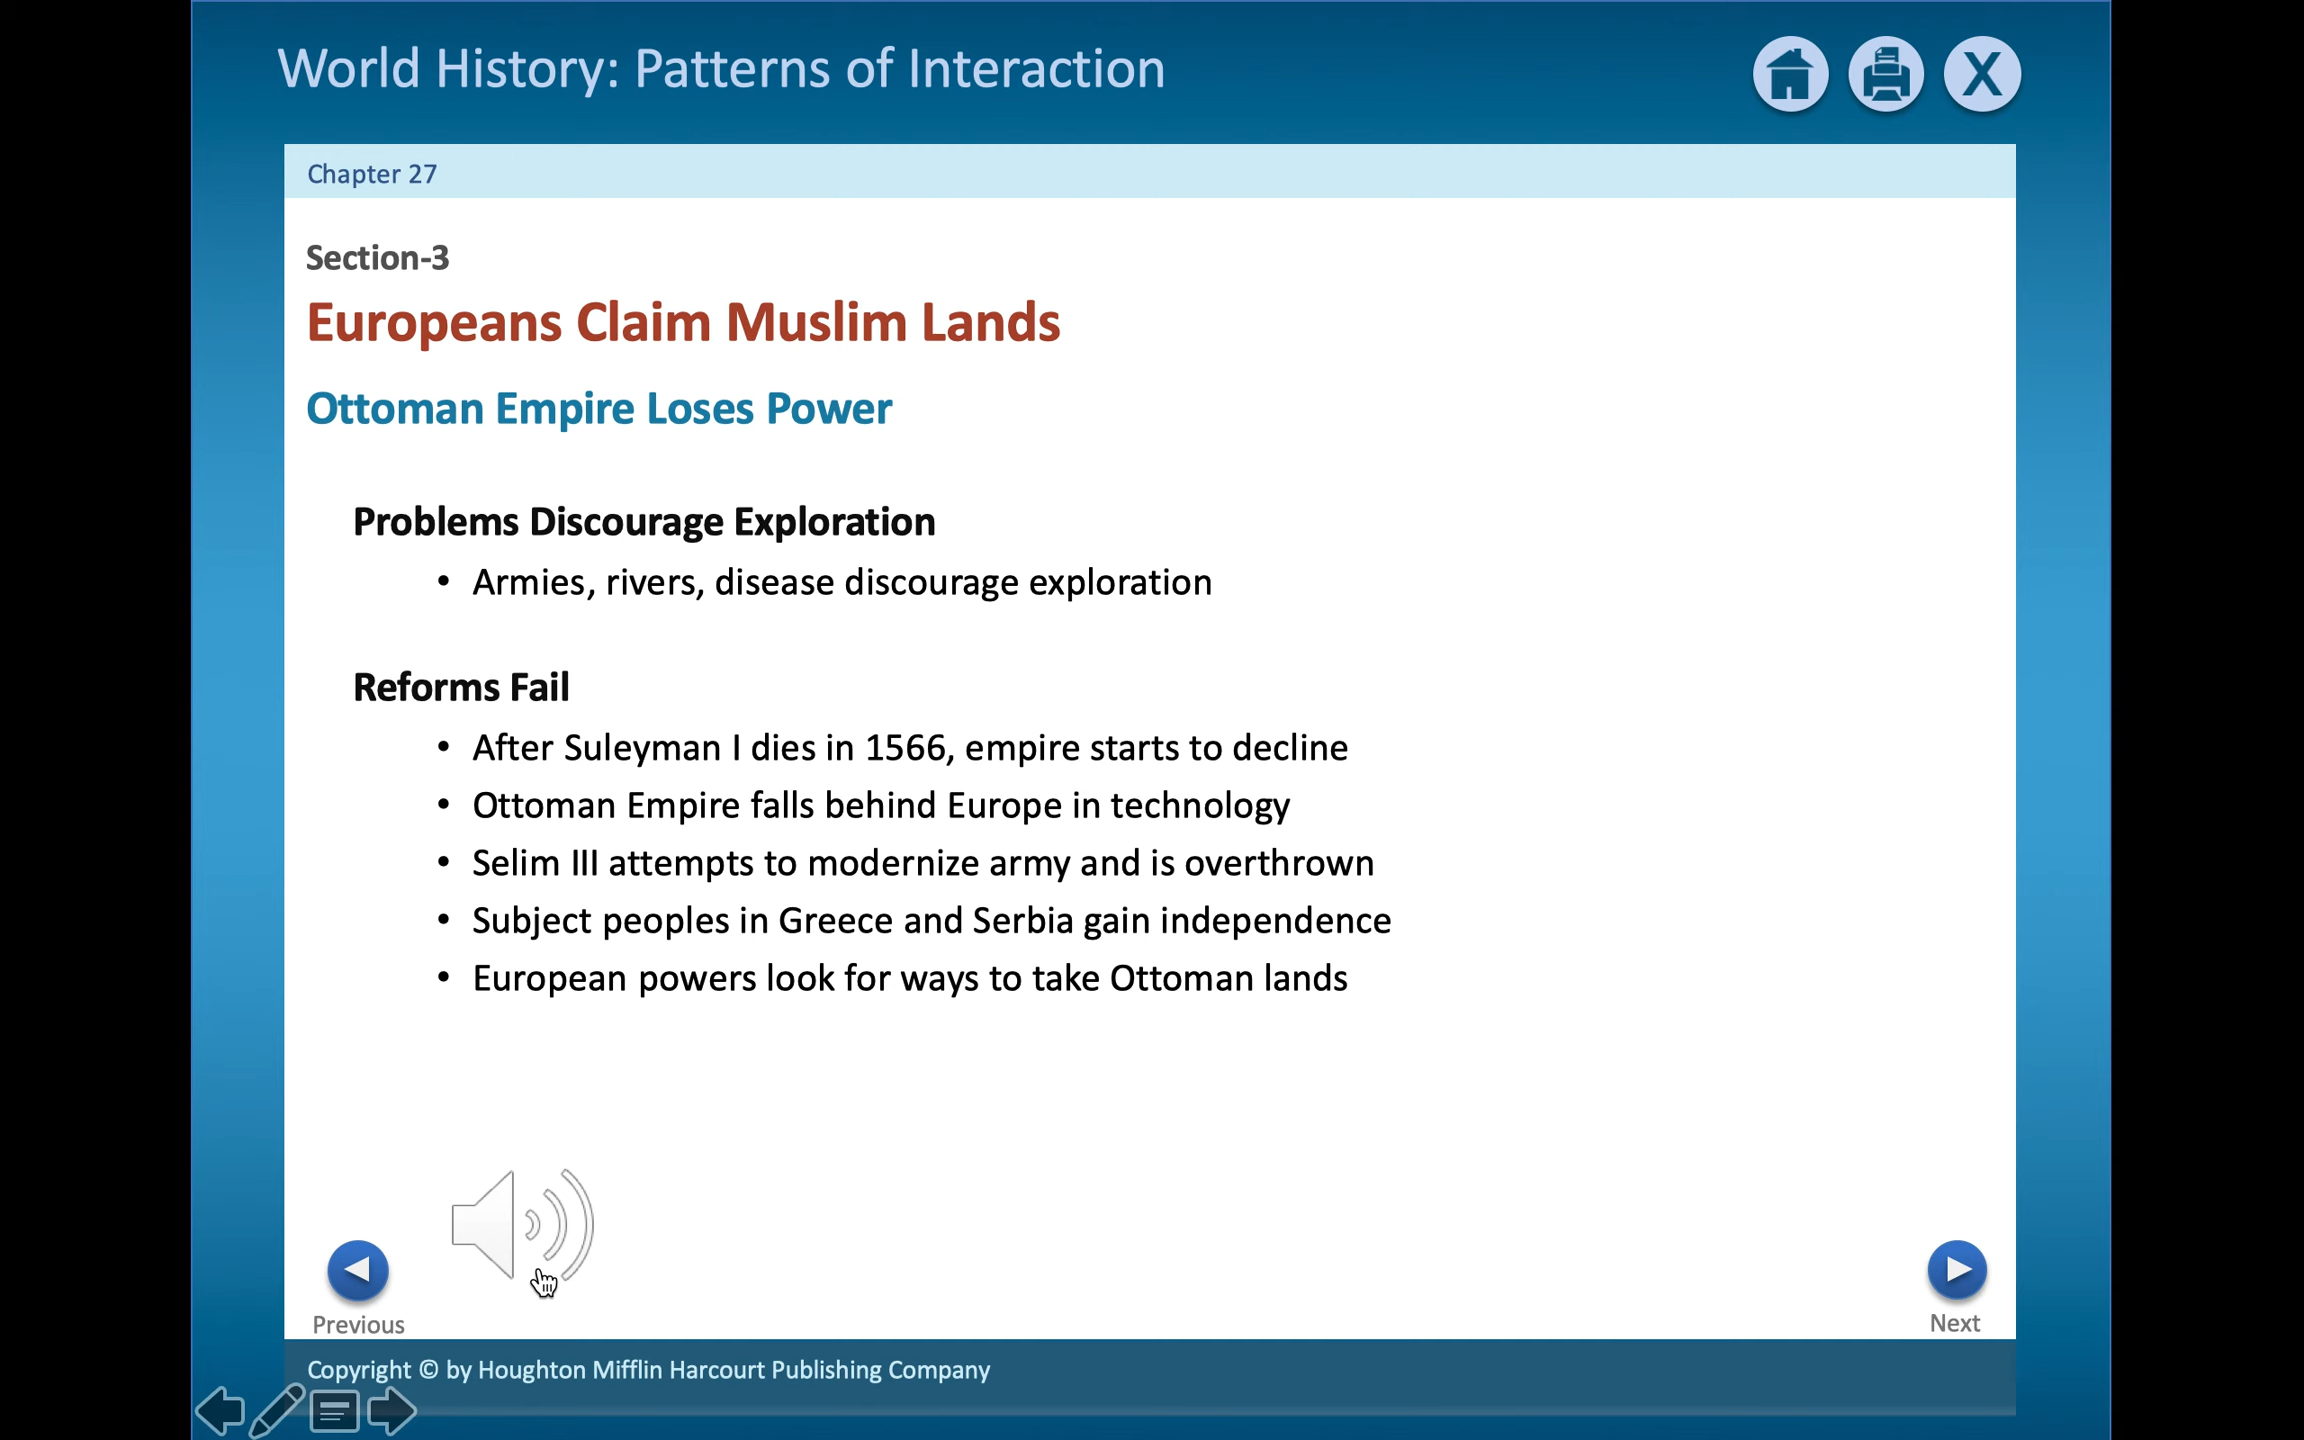 World History: Patterns of Interaction
X
Chapter 27
Section-3
Europeans Claim Muslim Lands
Ottoman Empire Loses Power
Problems Discourage Exploration
• Armies, rivers, disease discourage exploration
Reforms Fail
• After Suleyman I dies in 1566, empire starts to decline
• Ottoman Empire falls behind Europe in technology
• Selim III attempts to modernize army and is overthrown
• Subject peoples in Greece and Serbia gain independence
• European powers look for ways to take Ottoman lands
Previous
Next
Copyright © by Houghton Mifflin Harcourt Publishing Company